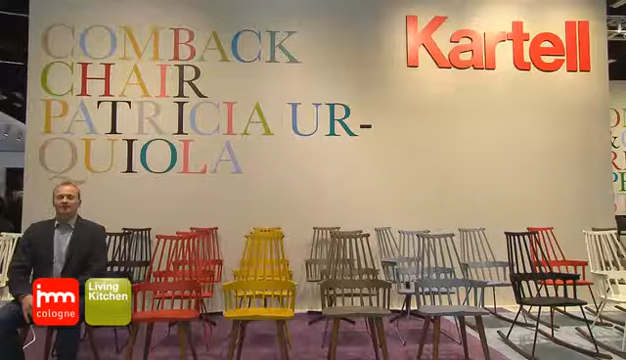 COMBACK
CHAIR
PATRICIA UR-
QUIOLA
Kartell
imm
cologne
Living
Kitchen